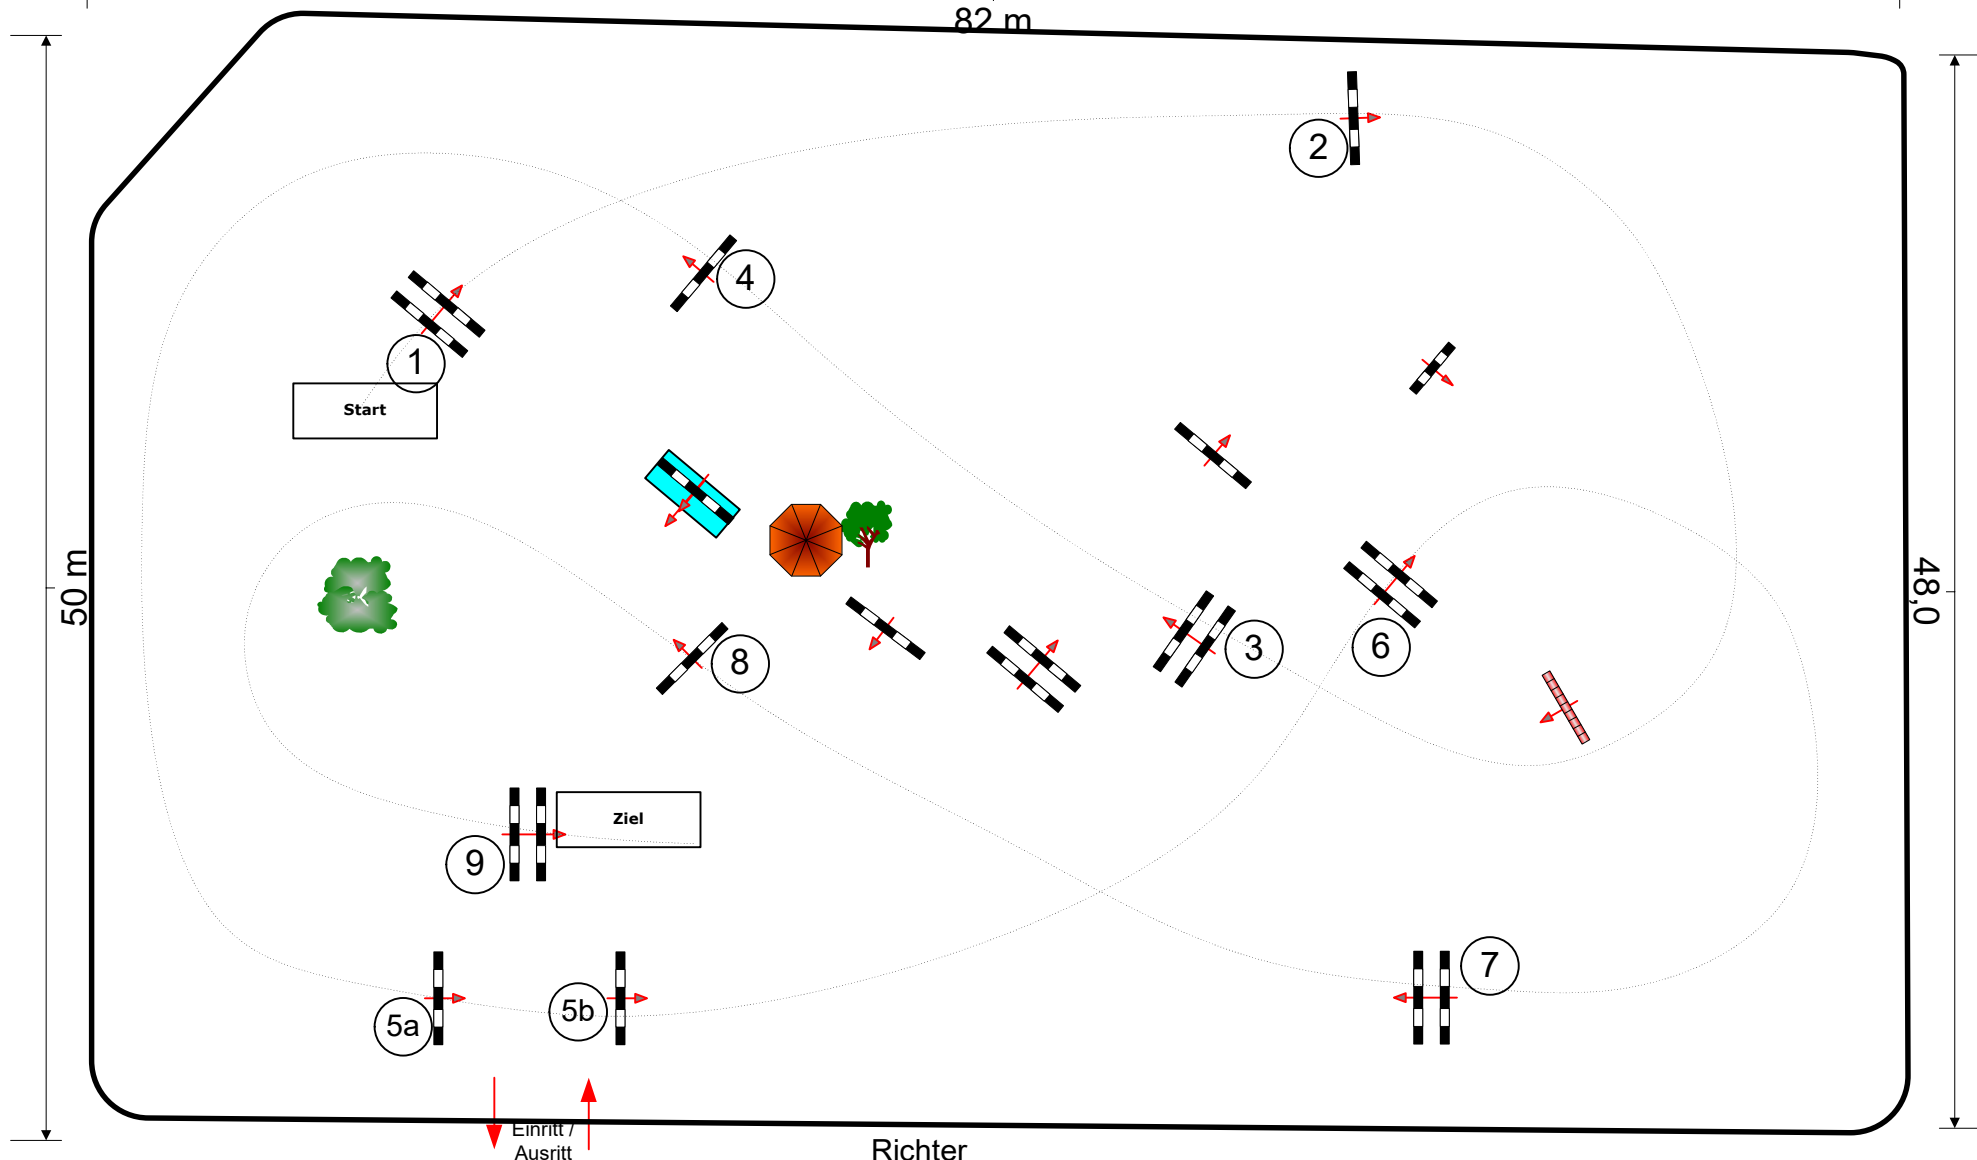 82 m
2
4
1
Start
50 m
48,0
3
6
8
Ziel
9
7
5a
5b
Einritt /
Ausritt
Richter